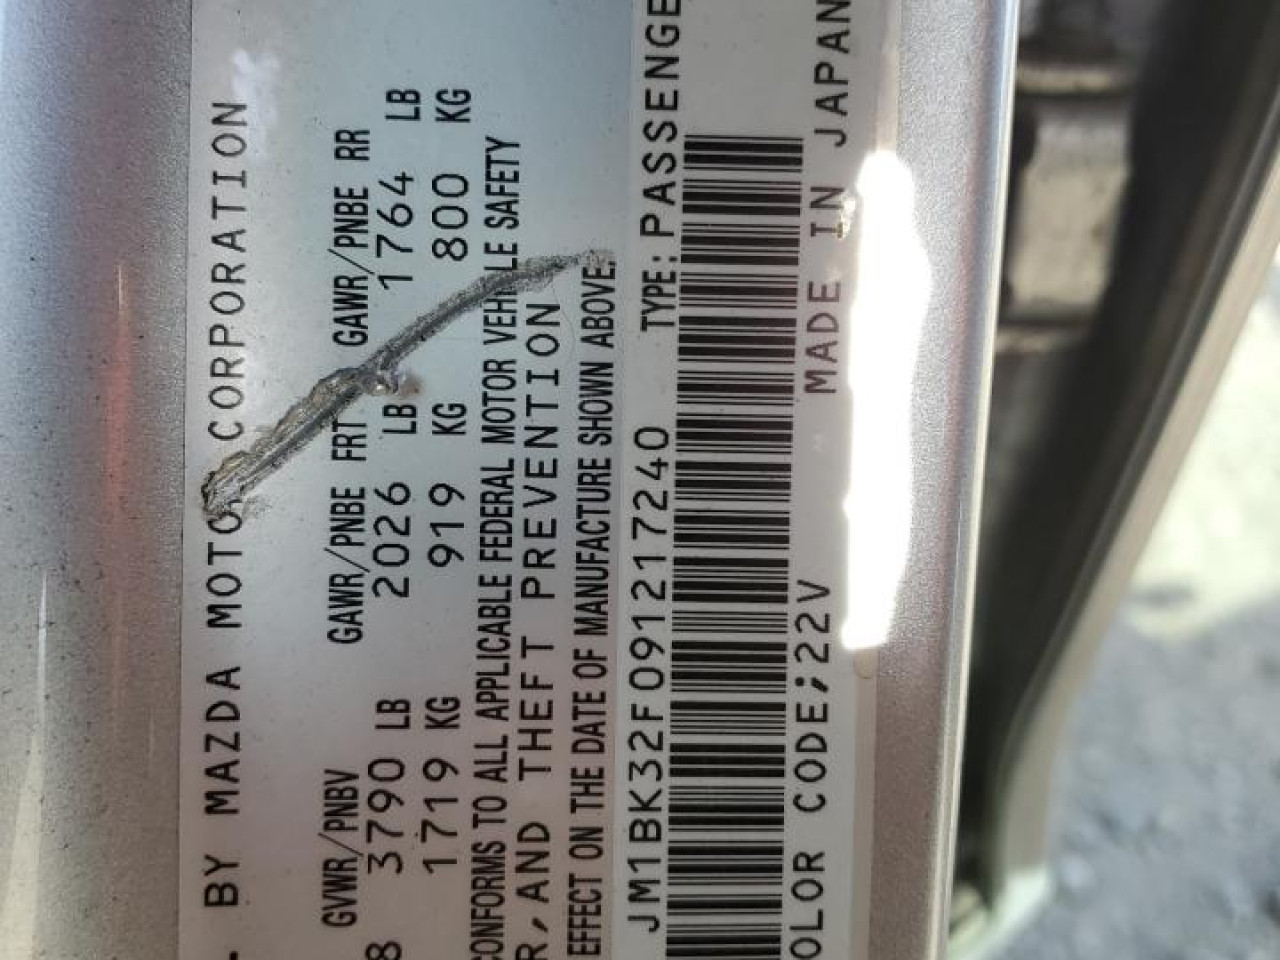 . BY MAZDA MOTOR CORPORATION
GVWR/PNBV GAWR/PNBE FRT GAWR/PNBE RR
8 3790 LB 2026 LB 1764 LB
1719 KG 919 KG 800 KG
CONFORMS TO ALL APPLICABLE FEDERAL MOTOR VEHICLE SAFETY
R,AND THEFT PREVENTION
EFFECT ON THE DATE OF MANUFACTURE SHOWN ABOVE.
JM1BK32F091217240 TYPE: PASSENGE
OLOR CODE;22V MADE IN JAPAN